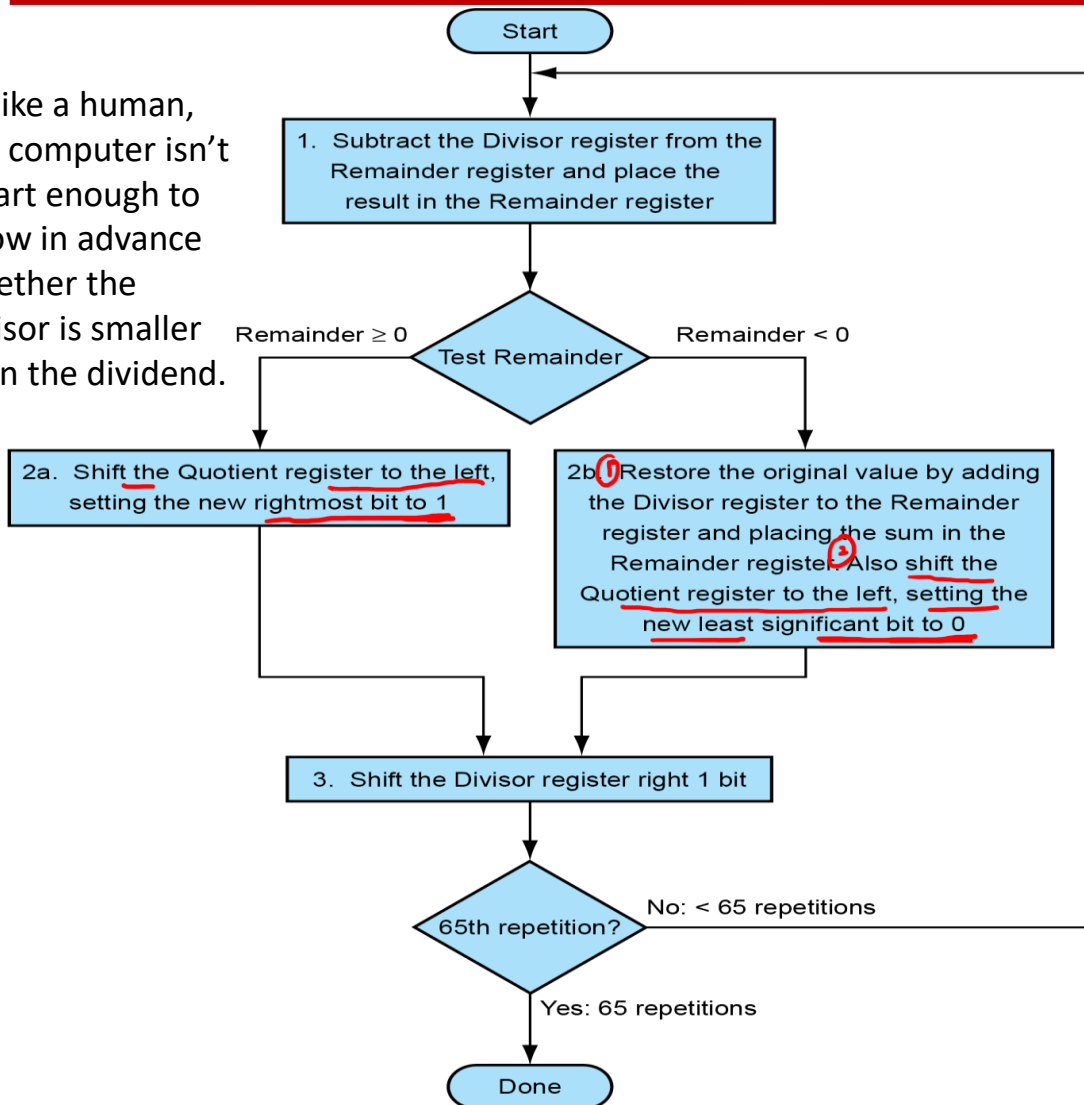 Start
ike a human,
computer isn't
art enough to
ow in advance
ether the
isor is smaller
n the dividend.
1. Subtract the Divisor register from the
Remainder register and place the
result in the Remainder register
Remainder ≥ 0
Test Remainder
Remainder < 0
2a. Shift the Quotient register to the left,
setting the new rightmost bit to 1
2b. ① Restore the original value by adding
the Divisor register to the Remainder
register and placing the sum in the
Remainder register. ② Also shift the
Quotient register to the left, setting the
new least significant bit to 0
3. Shift the Divisor register right 1 bit
65th repetition?
No: < 65 repetitions
Yes: 65 repetitions
Done